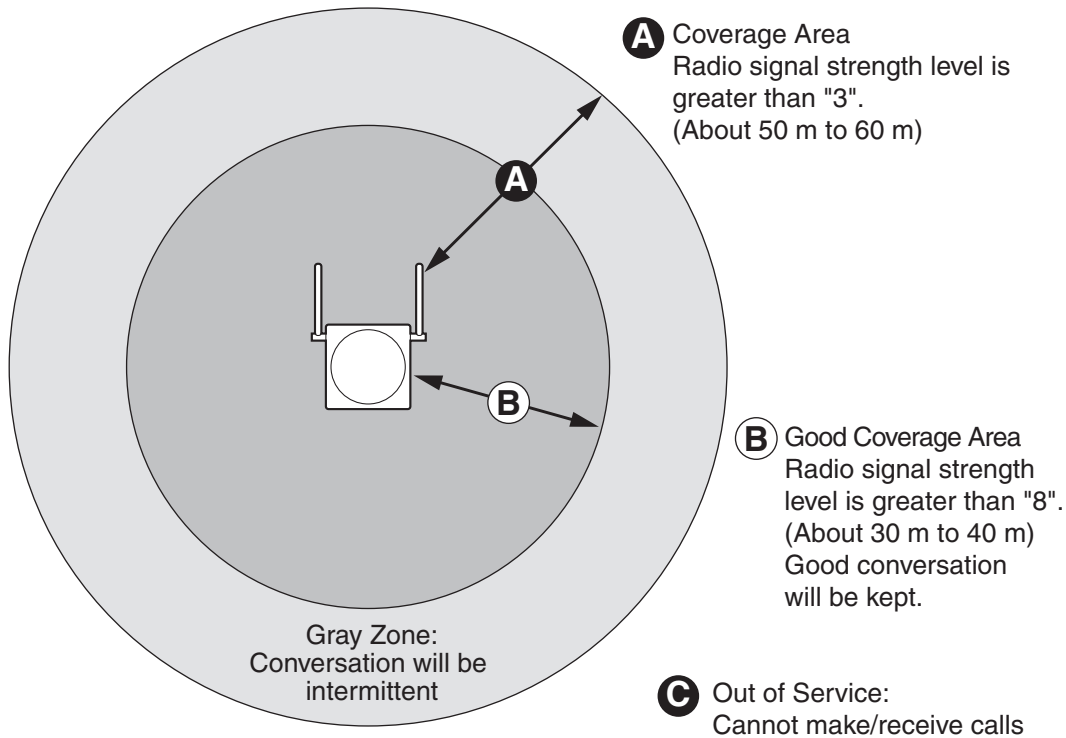 A Coverage Area
Radio signal strength level is
greater than "3".
(About 50 m to 60 m)
A
B
B Good Coverage Area
Radio signal strength
level is greater than "8".
(About 30 m to 40 m)
Good conversation
will be kept.
Gray Zone:
Conversation will be
intermittent
C Out of Service:
Cannot make/receive calls